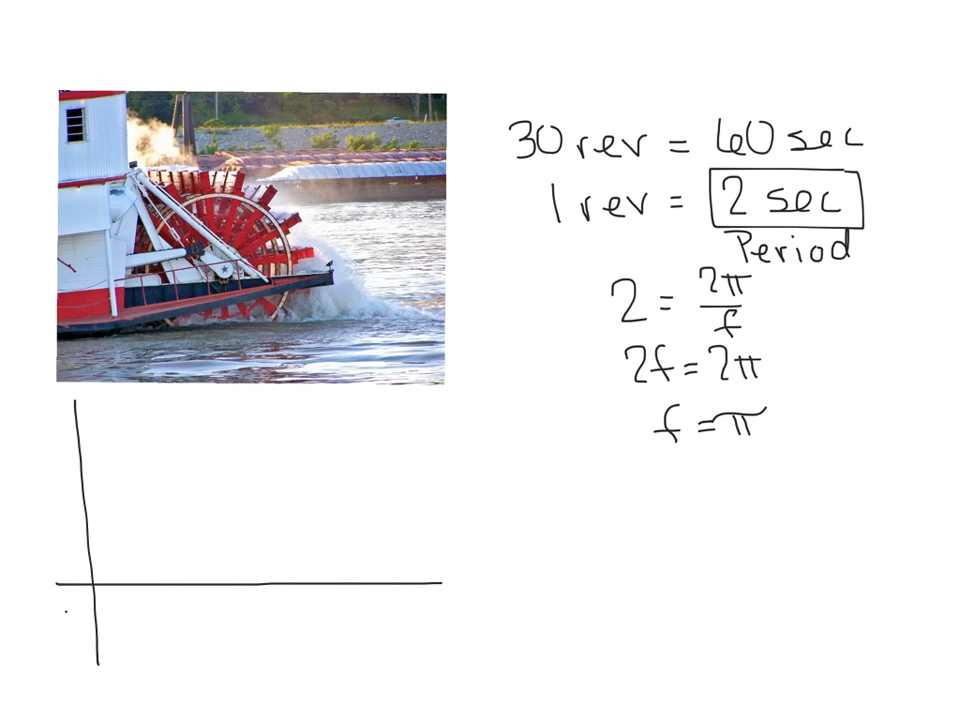 30 rev = 60 sec
1 rev = 2 sec
Period
2 = 2π/f
2f = 2π
f = π